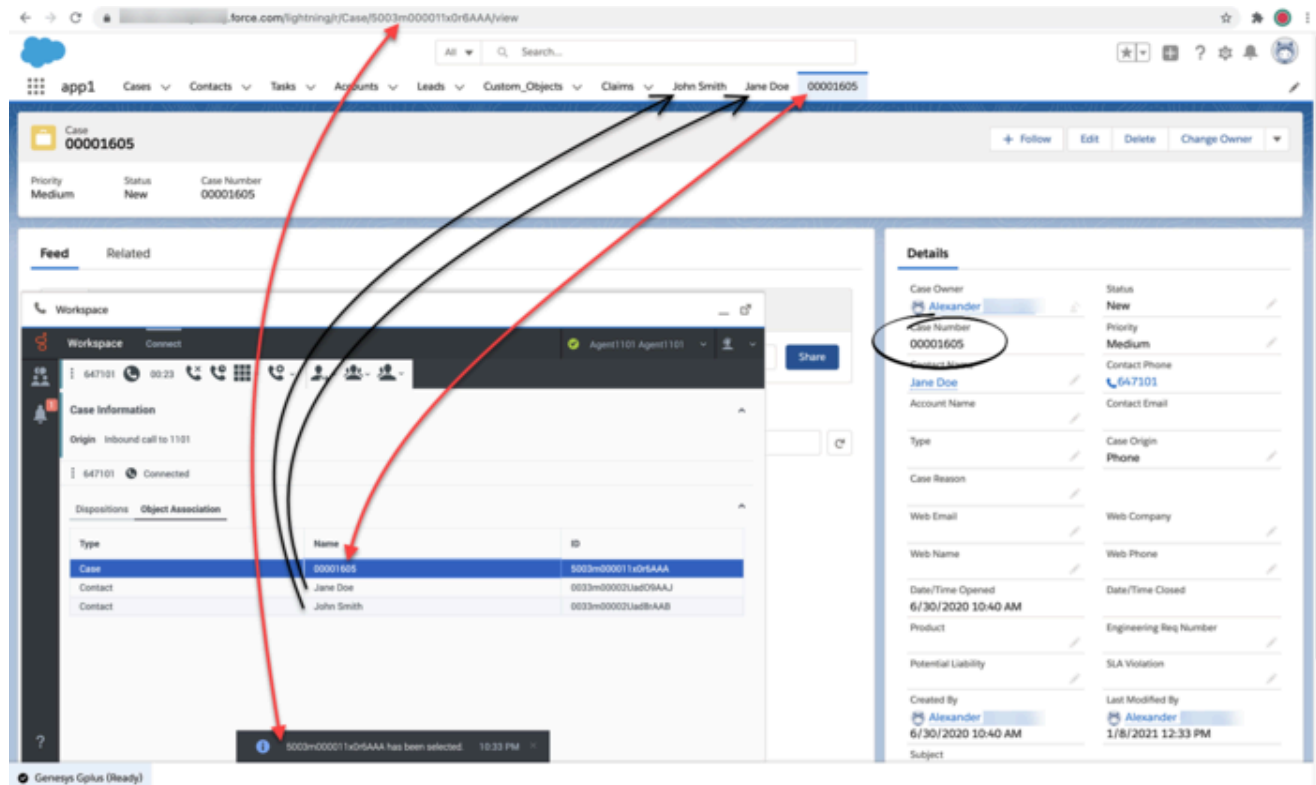 .force.com/lightning/r/Case/5003m000011x0r6AAA/view
All Search...
app1 Cases Contacts Tasks Accounts Leads Custom_Objects Claims John Smith Jane Doe 00001605
Case
00001605
+ Follow Edit Delete Change Owner
Priority Status Case Number
Medium New 00001605
Feed Related
Details
Case Owner Status
Alexander New
Case Number Priority
00001605 Medium
Contact Name Contact Phone
Jane Doe 647101
Account Name Contact Email
Type Case Origin
Phone
Case Reason
Web Email Web Company
Web Name Web Phone
Date/Time Opened Date/Time Closed
6/30/2020 10:40 AM
Product Engineering Req Number
Potential Liability SLA Violation
Created By Last Modified By
Alexander Alexander
6/30/2020 10:40 AM 1/8/2021 12:33 PM
Subject
Workspace
Workspace Connect Agent1101 Agent1101
Share
647101 00:23
1
Case Information
Origin Inbound call to 1101
647101 Connected
Dispositions Object Association
Type Name ID
Case 00001605 5003m000011x0r6AAA
Contact Jane Doe 0033m00002UadO9AAJ
Contact John Smith 0033m00002UadBrAAB
?
5003m000011x0r6AAA has been selected. 10:33 PM
Genesys Gplus (Ready)